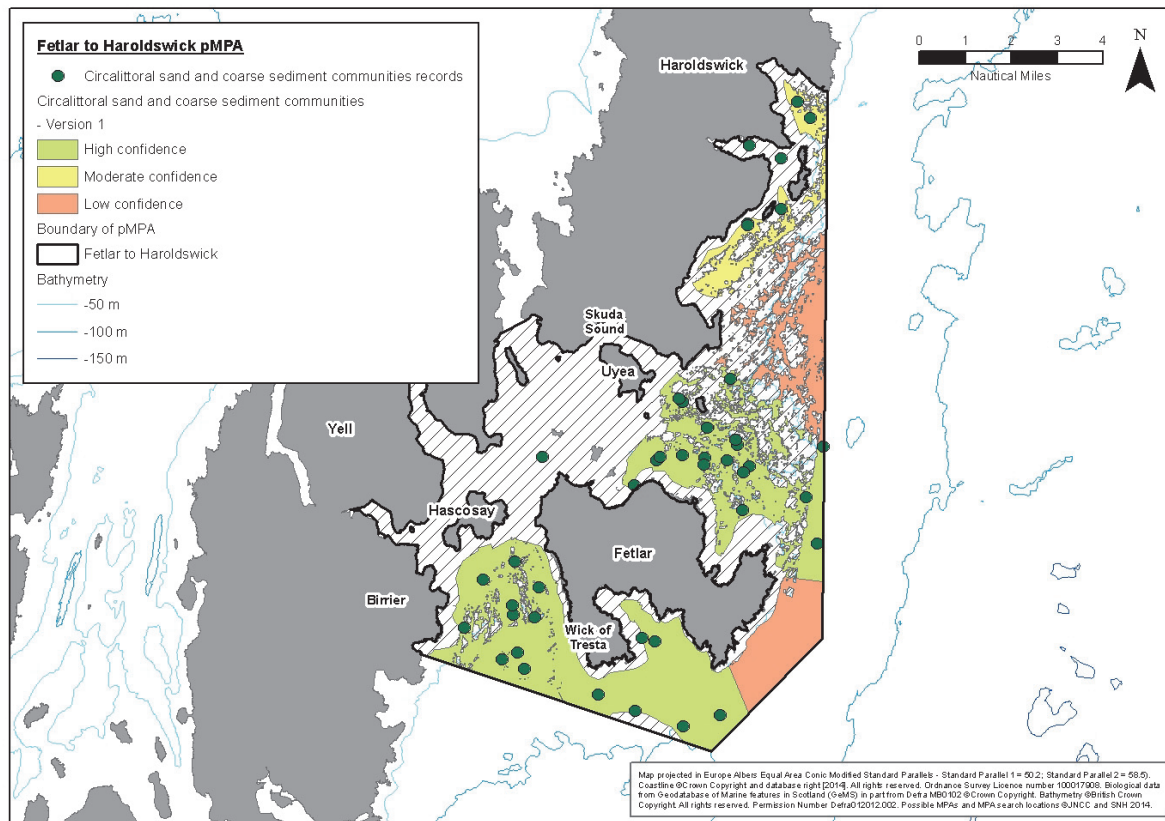 Fetlar to Haroldswick pMPA
Circalittoral sand and coarse sediment communities records
Circalittoral sand and coarse sediment communities
- Version 1
High confidence
Moderate confidence
Low confidence
Boundary of pMPA
Fetlar to Haroldswick
Bathymetry
-50 m
-100 m
-150 m
0 1 2 3 4
Nautical Miles
N
Haroldswick
Skuda
Sound
Uyea
Yell
Hascosay
Fetlar
Birrier
Wick of
Tresta
Map projected in Europe Albers Equal Area Conic Modified Standard Parallels - Standard Parallel 1 = 50.2; Standard Parallel 2 = 58.5).
Coastline ©Crown Copyright and database right [2014]. All rights reserved. Ordnance Survey Licence number 100017908. Biological data
from Geodatabase of Marine features in Scotland (GeMS) in part from Defra MB0102 ©Crown Copyright. Bathymetry ©British Crown
Copyright. All rights reserved. Permission Number Defra012012.002. Possible MPAs and MPA search locations ©JNCC and SNH 2014.